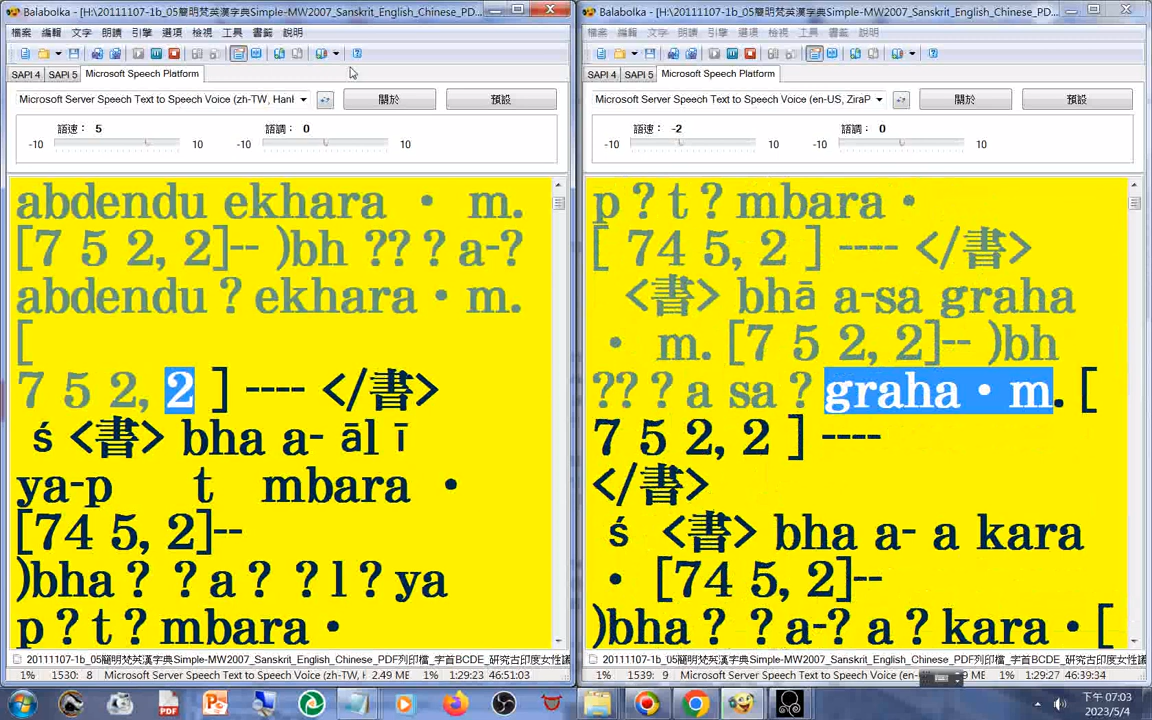 Balabolka - [H:\20111107-1b_05簡明梵英漢字典Simple-MW2007_Sanskrit_English_Chinese_PD...
檔案 編輯 文字 朗讀 引擎 選項 檢視 工具 書籤 說明
SAPI 4 SAPI 5 Microsoft Speech Platform
Microsoft Server Speech Text to Speech Voice (zh-TW, Hanl
關於 預設
語速： 5 語調： 0
-10 10 -10 10
abdendu ekhara • m.
[7 5 2, 2]-- )bh ?? ? a-?
abdendu ? ekhara • m.
[
7 5 2, 2 ] ---- </書>
ś <書> bha a- āl ī
ya-p t mbara •
[74 5, 2]--
)bha ? ? a ? ? l ? ya
p ? t ? mbara •
20111107-1b_05簡明梵英漢字典Simple-MW2007_Sanskrit_English_Chinese_PDF列印檔_字首BCDE_研究古印度女性議
1% 1530: 8 Microsoft Server Speech Text to Speech Voice (zh-TW, H 2.49 ME 1% 1:29:23 46:51:03
Balabolka - [H:\20111107-1b_05簡明梵英漢字典Simple-MW2007_Sanskrit_English_Chinese_PD...
檔案 編輯 文字 朗讀 引擎 選項 檢視 工具 書籤 說明
SAPI 4 SAPI 5 Microsoft Speech Platform
Microsoft Server Speech Text to Speech Voice (en-US, ZiraP
關於 預設
語速： -2 語調： 0
-10 10 -10 10
p ? t ? mbara •
[ 74 5, 2 ] ---- </書>
<書> bhā a-sa graha
• m. [7 5 2, 2]-- )bh
?? ? a sa ? graha • m. [
7 5 2, 2 ] ----
</書>
ś <書> bha a- a kara
• [74 5, 2]--
)bha ? ? a-? a ? kara • [
20111107-1b_05簡明梵英漢字典Simple-MW2007_Sanskrit_English_Chinese_PDF列印檔_字首BCDE_研究古印度女性議
1% 1539: 9 Microsoft Server Speech Text to Speech Voice (en-U ME 1% 1:29:27 46:39:34
下午 07:03
2023/5/4